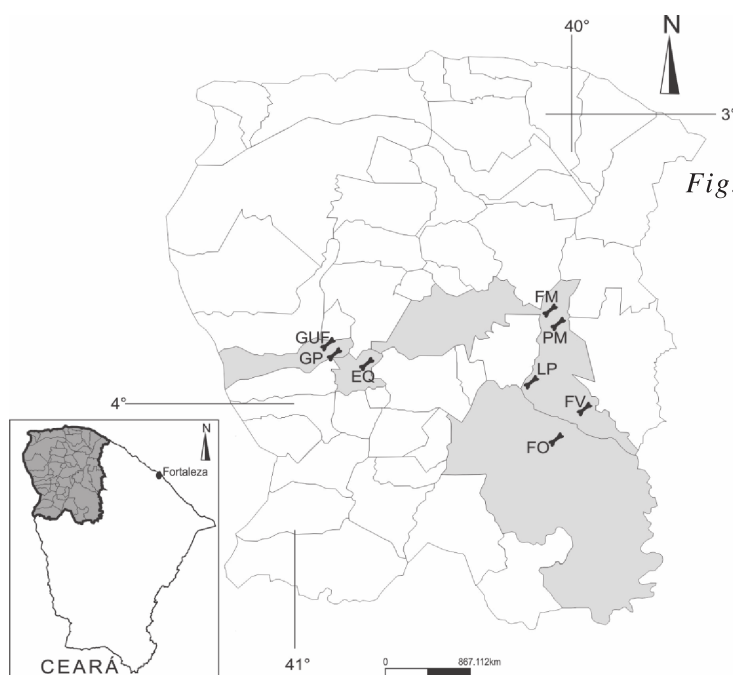 40°
N
3°
Fig.
FM
PM
GUF
GP
EQ
LP
FV
FO
4°
N
Fortaleza
CEARÁ
41°
0
867.112km